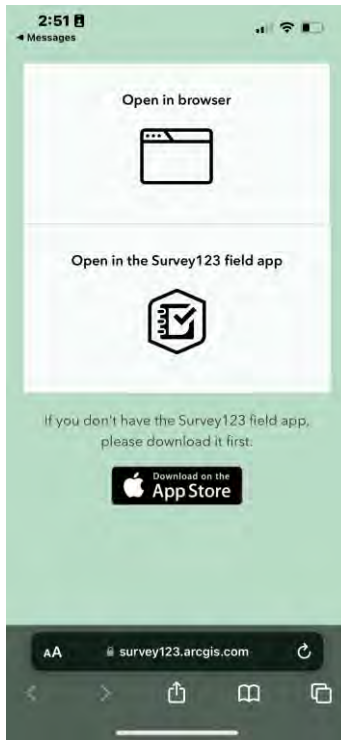 2:51
Messages
Open in browser
Open in the Survey123 field app
If you don't have the Survey123 field app,
please download it first.
Download on the
App Store
AA
survey123.arcgis.com